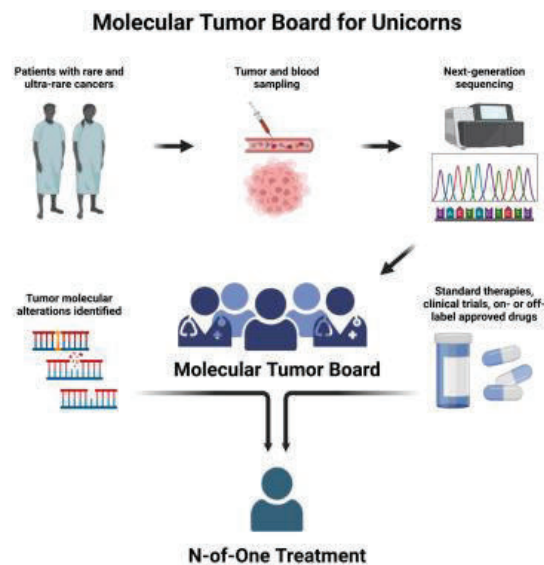 Molecular Tumor Board for Unicorns
Patients with rare and
ultra-rare cancers
Tumor and blood
sampling
Next-generation
sequencing
Tumor molecular
alterations identified
Molecular Tumor Board
Standard therapies,
clinical trials, on- or off-
label approved drugs
N-of-One Treatment